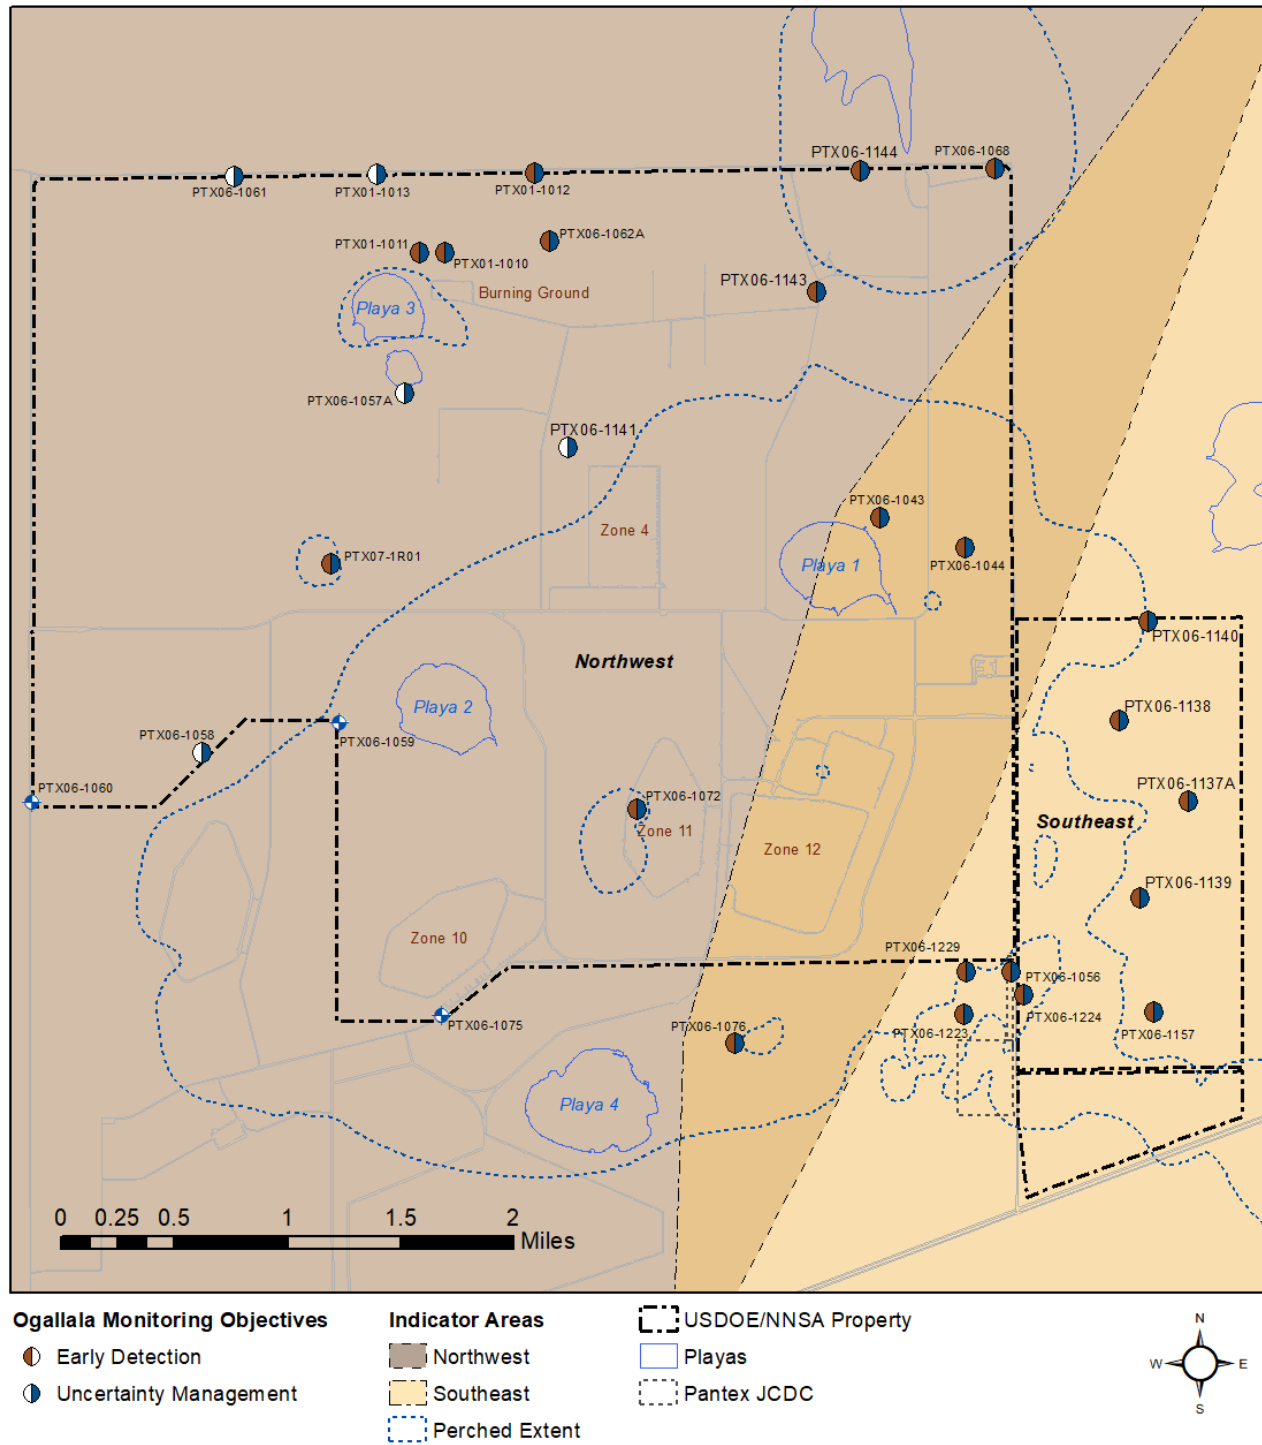 PTX06-1144
PTX06-1068
PTX06-1061
PTX01-1013
PTX01-1012
PTX06-1062A
PTX01-1011
PTX01-1010
PTX06-1143
Burning Ground
Playa 3
PTX06-1057A
PTX06-1141
PTX06-1043
Zone 4
PTX07-1R01
Playa 1
PTX06-1044
PTX06-1140
Northwest
Playa 2
PTX06-1138
PTX06-1058
PTX06-1059
PTX06-1060
PTX06-1137A
PTX06-1072
Zone 11
Southeast
Zone 12
PTX06-1139
Zone 10
PTX06-1229
PTX06-1056
PTX06-1224
PTX06-1157
PTX06-1075
PTX06-1076
PTX06-1223
Playa 4
0 0.25 0.5 1 1.5 2
Miles
Ogallala Monitoring Objectives
Early Detection
Uncertainty Management
Indicator Areas
Northwest
Southeast
Perched Extent
USDOE/NNSA Property
Playas
Pantex JCDC
N
W E
S